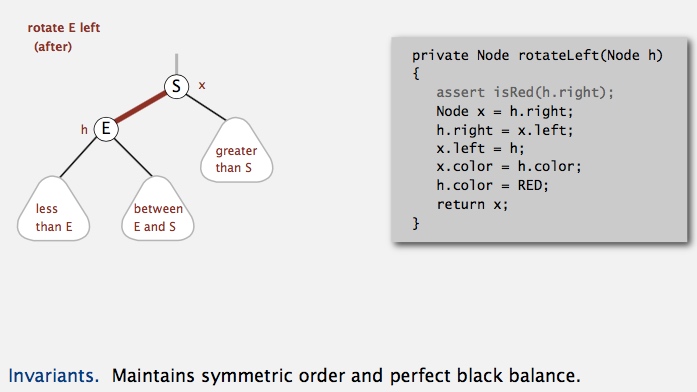 rotate E left
(after)
S
x
h
E
greater
than S
less
than E
between
E and S
private Node rotateLeft(Node h)
{
assert isRed(h.right);
Node x = h.right;
h.right = x.left;
x.left = h;
x.color = h.color;
h.color = RED;
return x;
}
Invariants. Maintains symmetric order and perfect black balance.